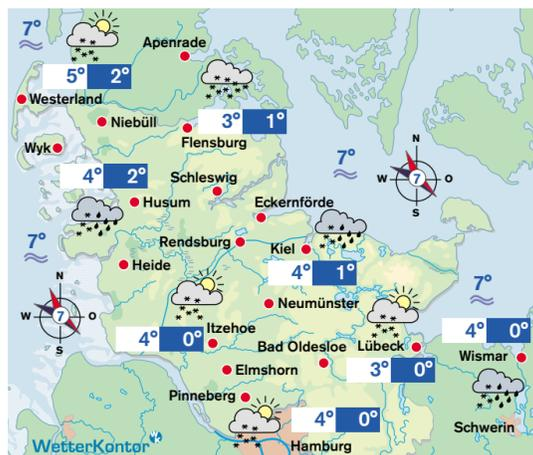 7°
Apenrade
5° 2°
Westerland
Niebüll
3° 1°
Flensburg
Wyk
7°
N
W 7 O
S
4° 2°
Schleswig
Husum
Eckernförde
Rendsburg
Kiel
7°
Heide
4° 1°
7°
N
W 7 O
S
Neumünster
Itzehoe
4° 0°
4° 0°
Bad Oldesloe
Lübeck
Wismar
Elmshorn
3° 0°
Pinneberg
4° 0°
Schwerin
WetterKontor
Hamburg